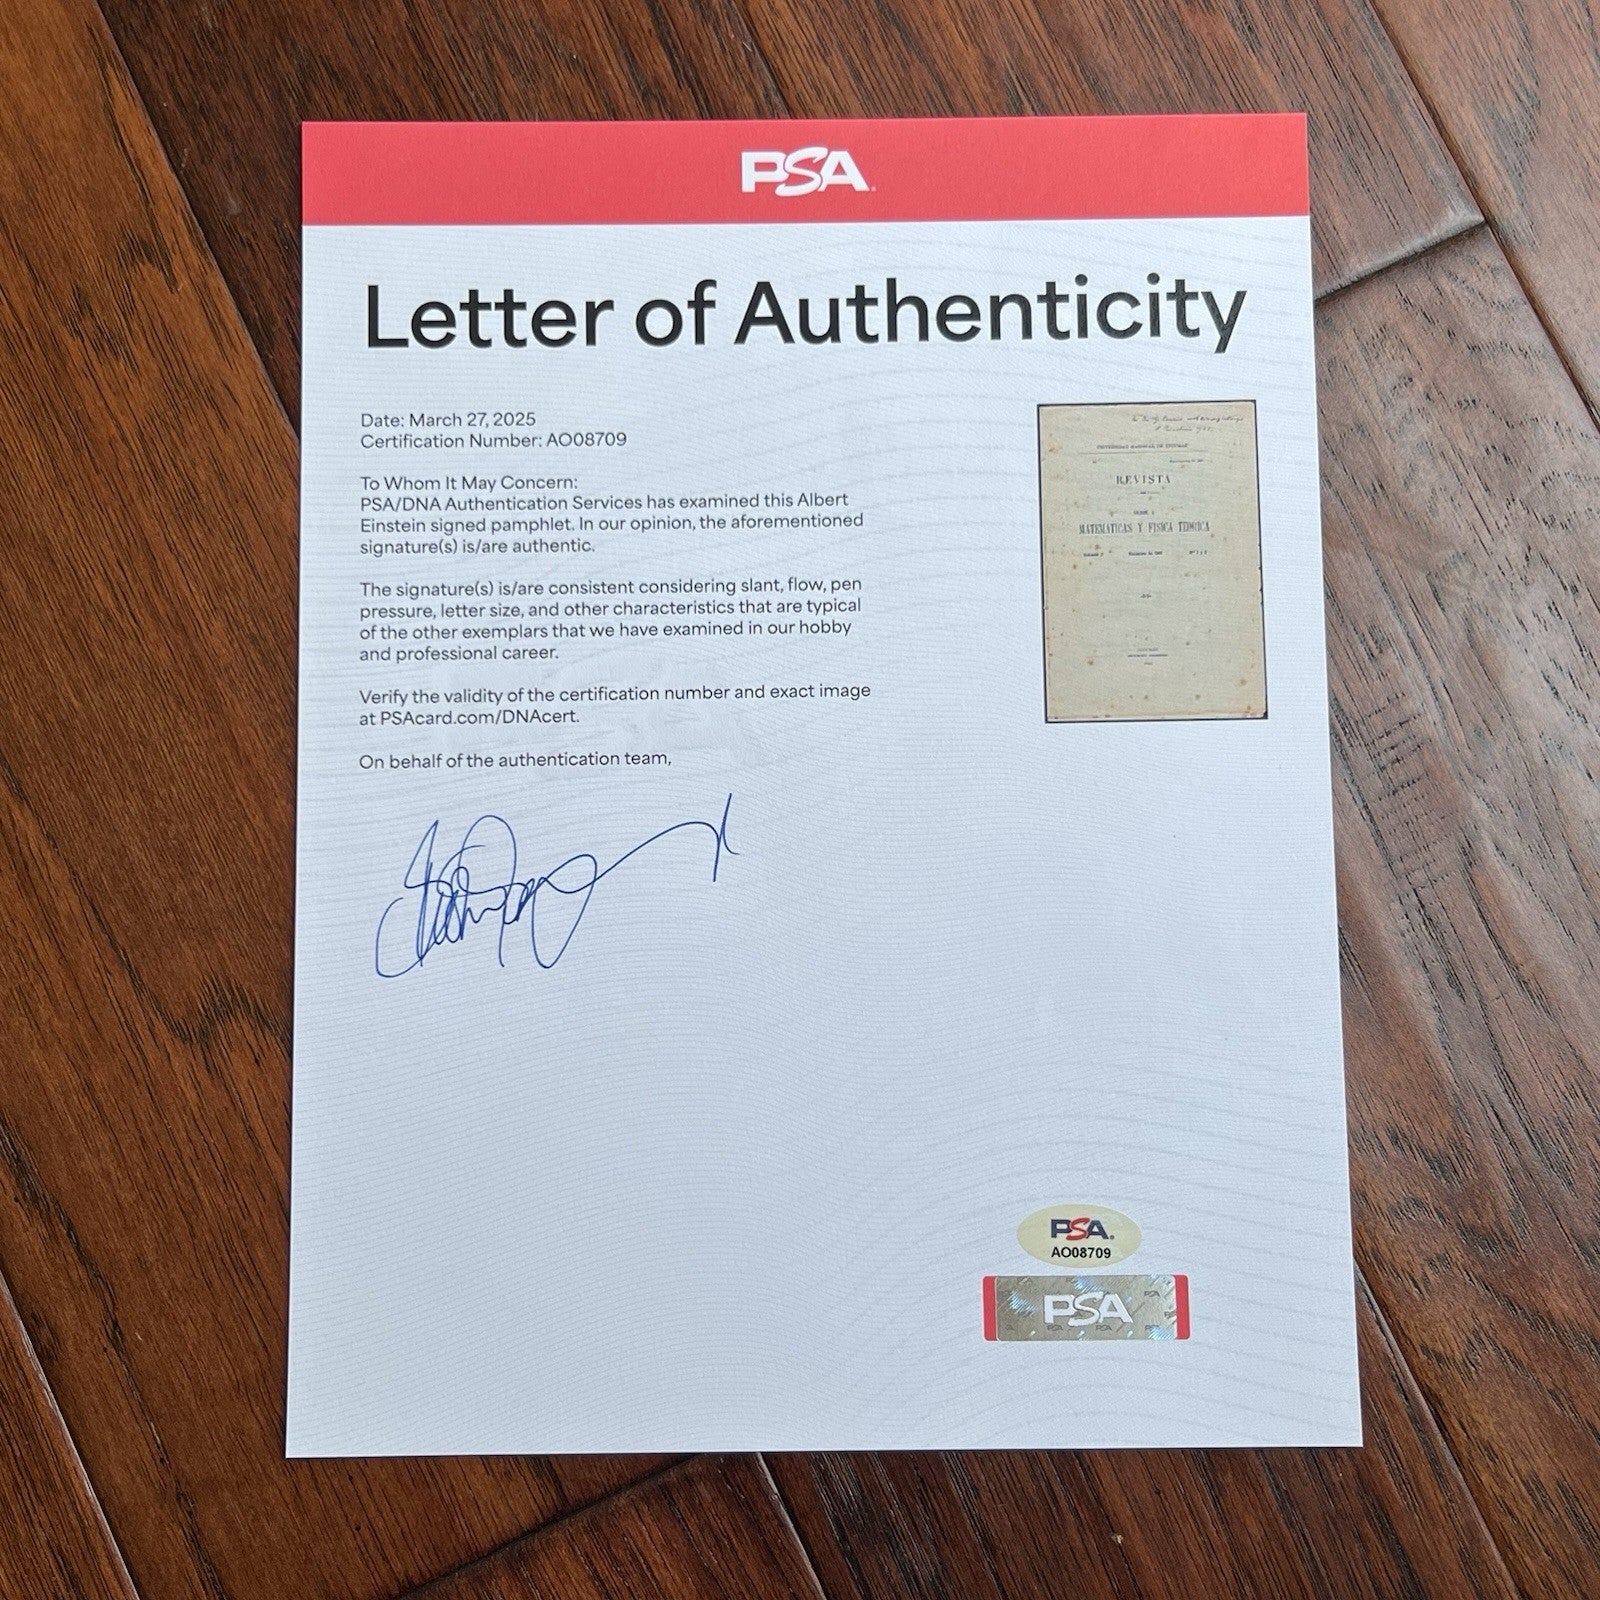 PSA
Letter of Authenticity
Date: March 27, 2025
Certification Number: AO08709
To Whom It May Concern:
PSA/DNA Authentication Services has examined this Albert
Einstein signed pamphlet. In our opinion, the aforementioned
signature(s) is/are authentic.
The signature(s) is/are consistent considering slant, flow, pen
pressure, letter size, and other characteristics that are typical
of the other exemplars that we have examined in our hobby
and professional career.
Verify the validity of the certification number and exact image
at PSAcard.com/DNAcert.
On behalf of the authentication team,
UNIVERSIDAD NACIONAL DE TUCUMAN
REVISTA
SERIE A
MATEMATICAS Y FISICA TEORICA
PSA
AO08709
PSA